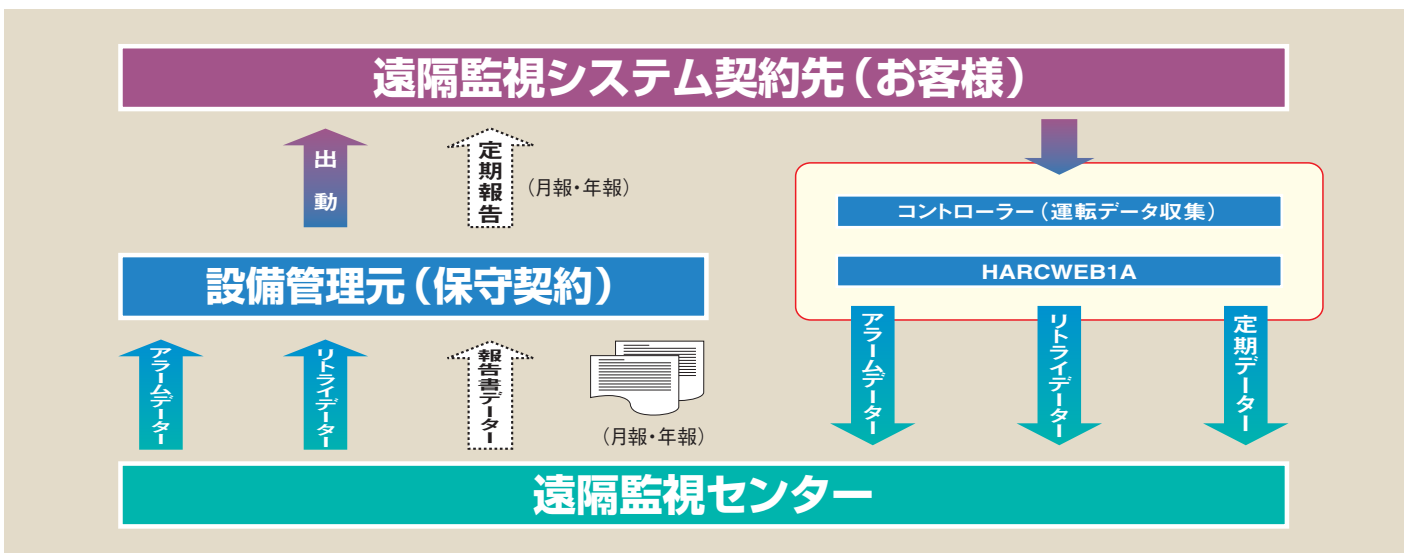 遠隔監視システム契約先（お客様）
出動
定期報告
（月報・年報）
コントローラー（運転データ収集）
HARCWEB1A
設備管理元（保守契約）
アラームデーター
リトライデーター
報告書データー
（月報・年報）
アラームデーター
リトライデーター
定期データー
遠隔監視センター